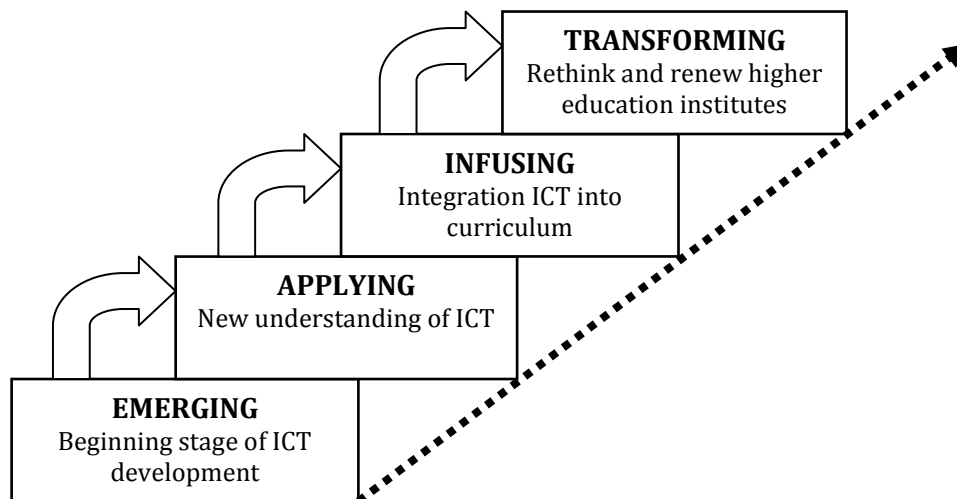 TRANSFORMING
Rethink and renew higher
education institutes
INFUSING
Integration ICT into
curriculum
APPLYING
New understanding of ICT
EMERGING
Beginning stage of ICT
development